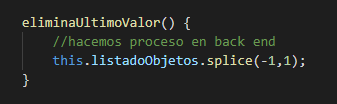 eliminaUltimoValor() {
//hacemos proceso en back end
this.listadoObjetos.splice(-1,1);
}